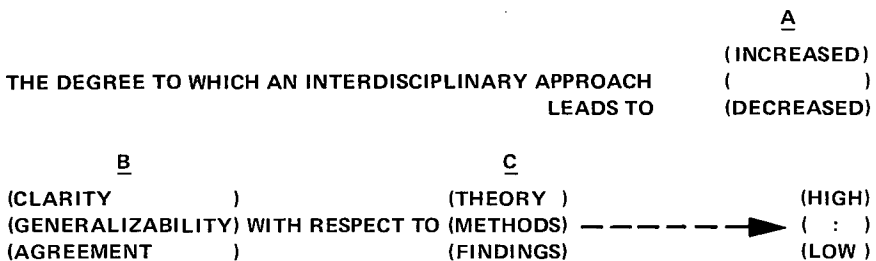 A
(INCREASED)
THE DEGREE TO WHICH AN INTERDISCIPLINARY APPROACH ( )
LEADS TO (DECREASED)
B C
(CLARITY ) (THEORY ) (HIGH)
(GENERALIZABILITY) WITH RESPECT TO (METHODS) ( : )
(AGREEMENT ) (FINDINGS) (LOW )